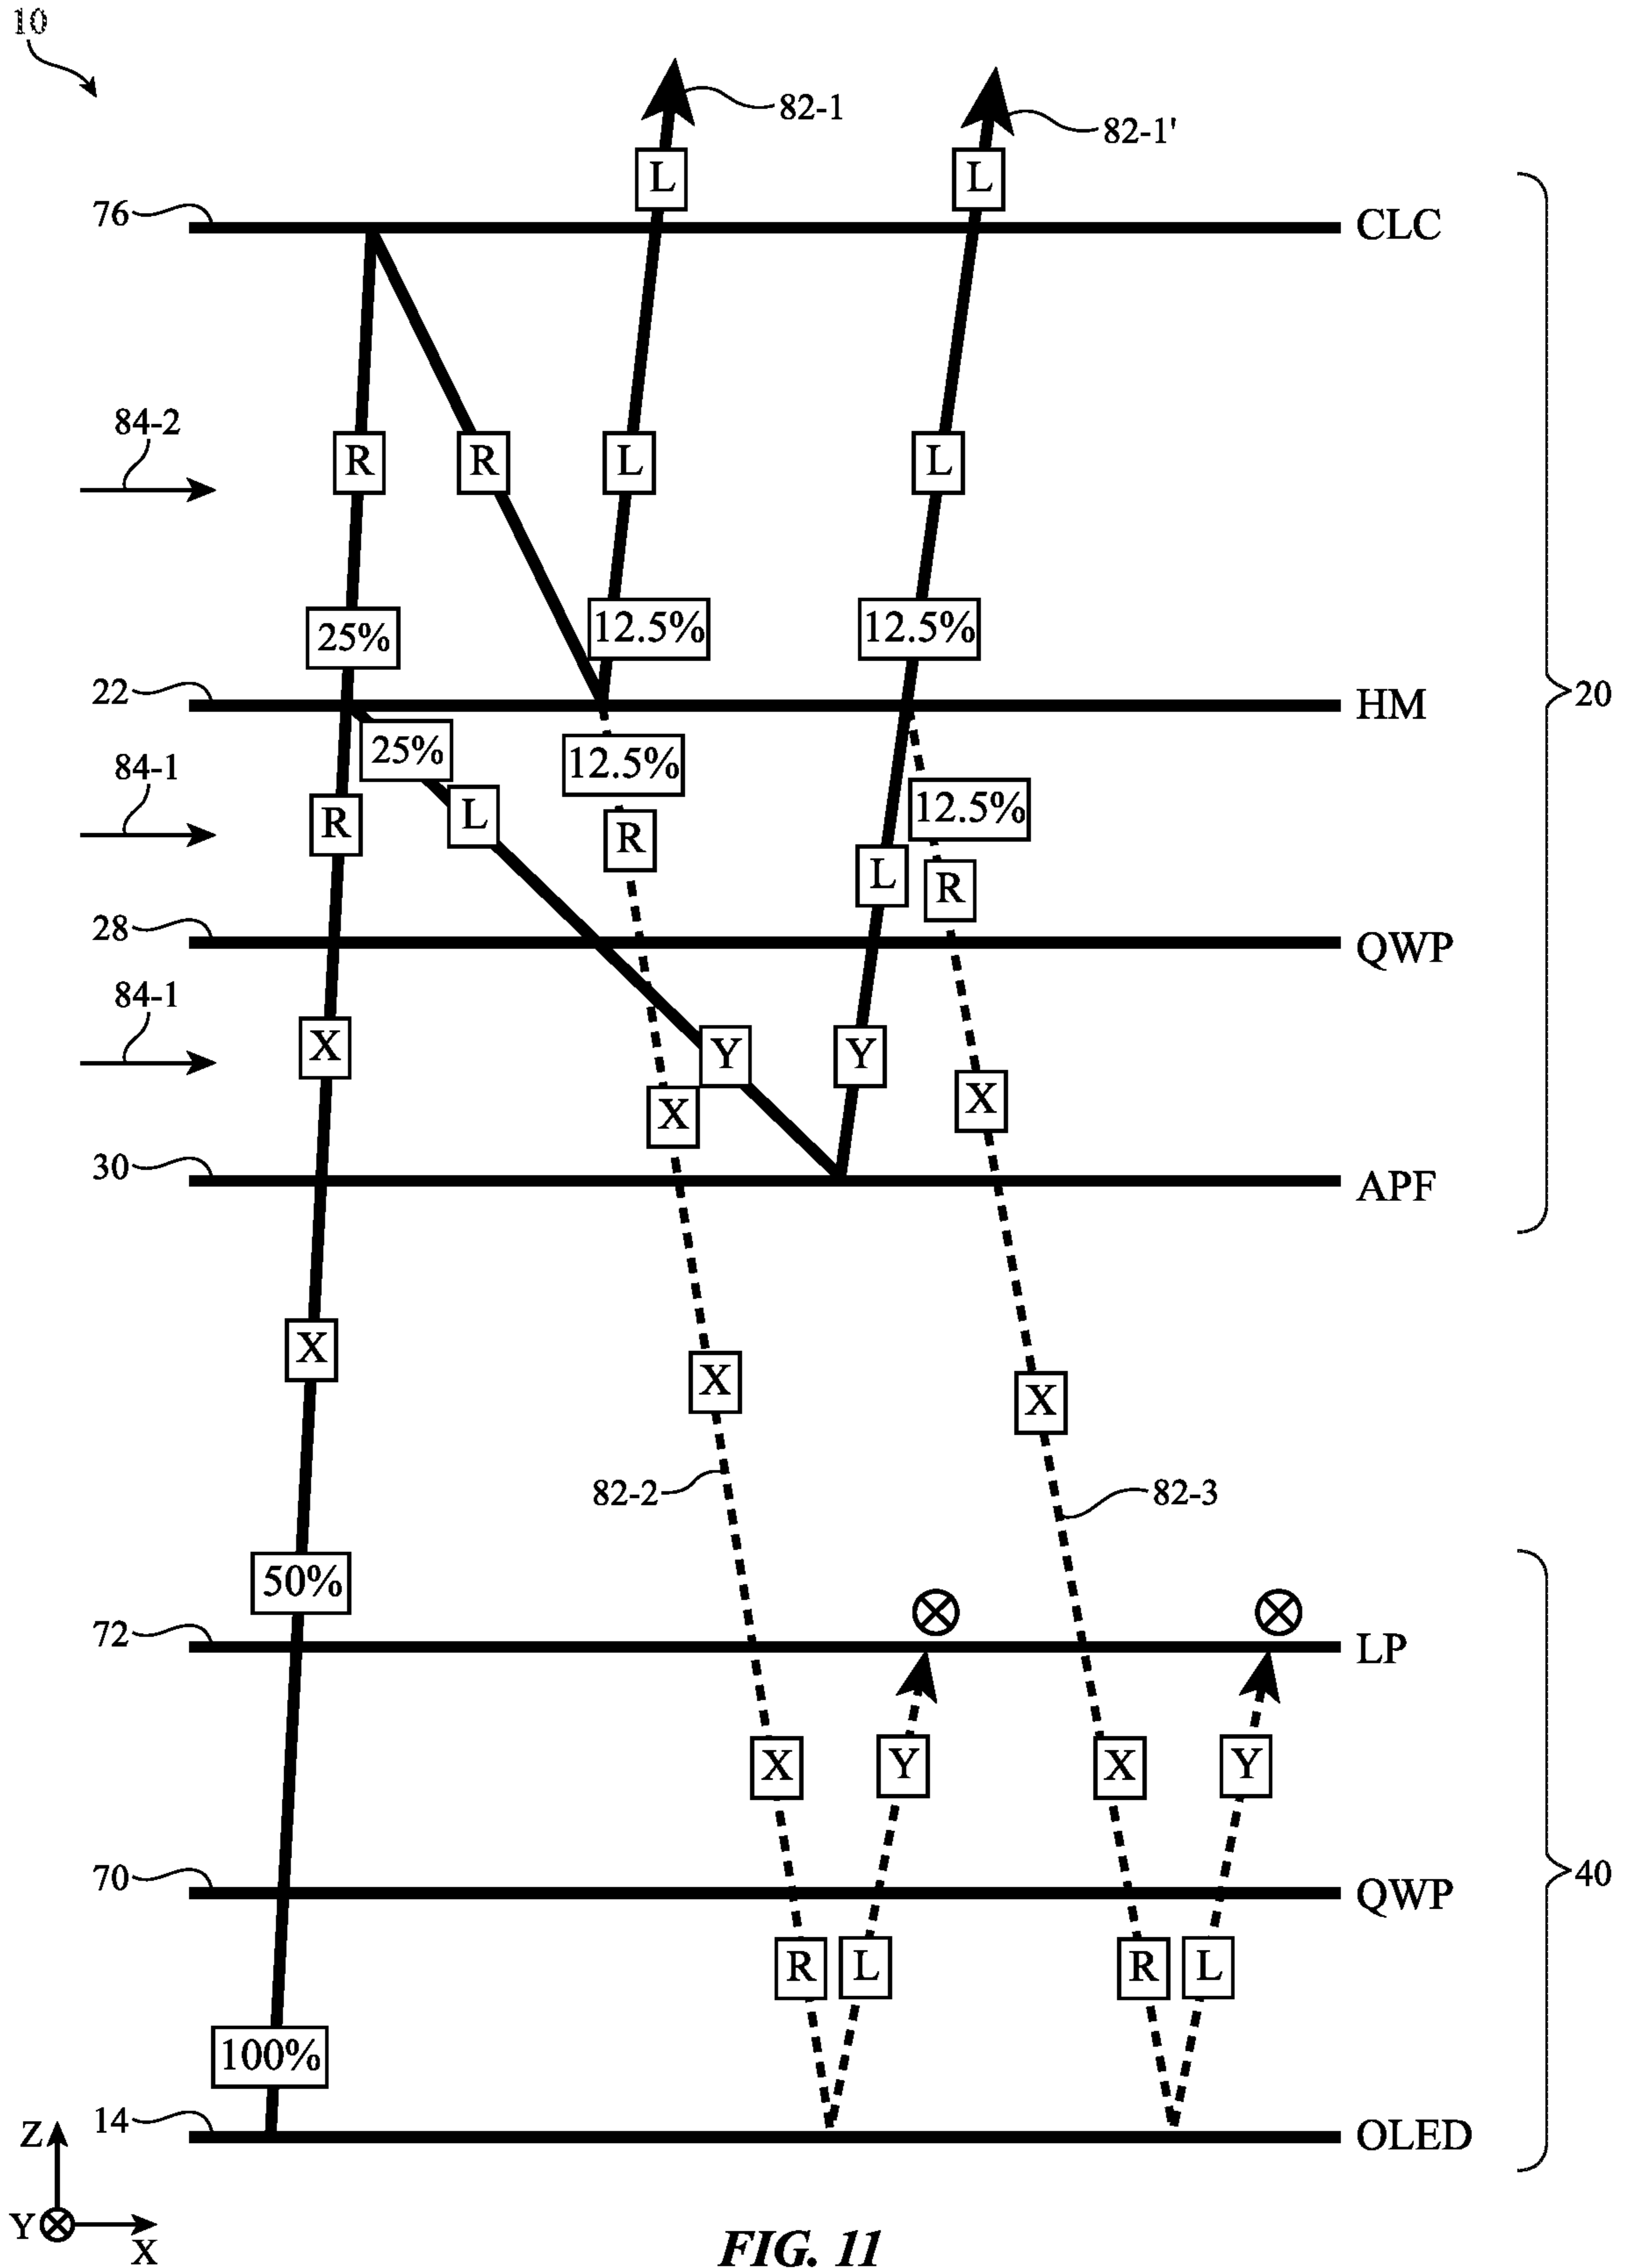 10
82-1
82-1'
L
L
76
CLC
84-2
R
R
L
L
25%
12.5%
12.5%
22
HM
20
25%
12.5%
84-1
R
L
R
12.5%
L
R
28
QWP
84-1
X
Y
Y
X
X
30
APF
X
X
X
82-2
82-3
50%
72
LP
X
Y
X
Y
70
QWP
40
R
L
R
L
100%
14
OLED
Z
Y
X
FIG. 11